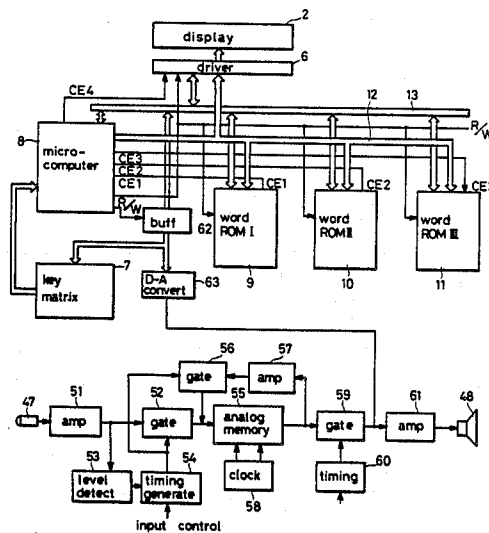 2
display
6
driver
CE4
12
13
R/W
8
micro-
computer
CE3
CE2
CE1
R/W
buff
62
CE1
word
ROM I
9
CE2
word
ROM II
10
CE3
word
ROM III
11
7
key
matrix
D-A
convert
63
47
51
amp
52
gate
56
gate
57
amp
55
analog
memory
59
gate
61
amp
48
53
level
detect
54
timing
generate
clock
58
timing
60
input control